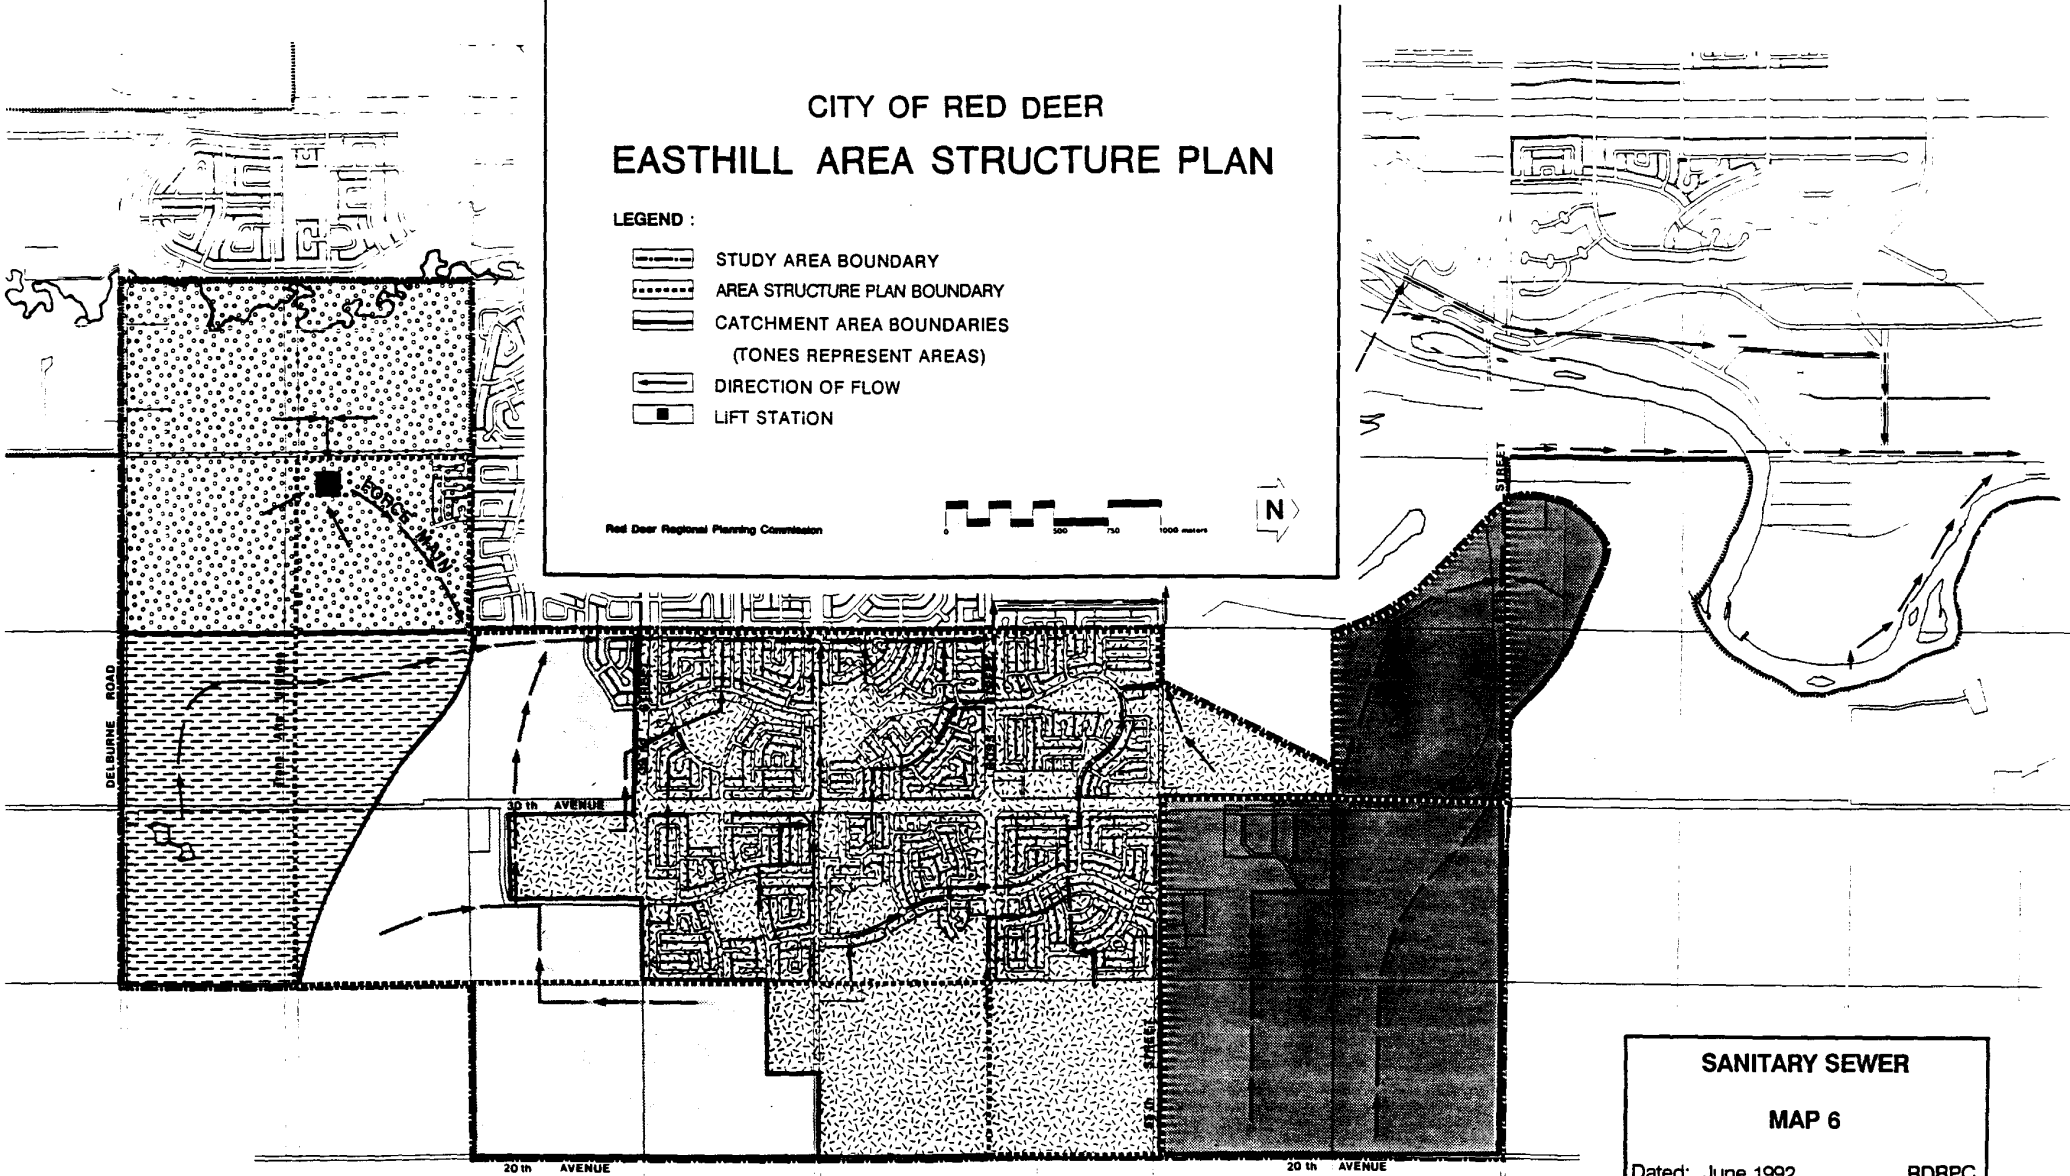 CITY OF RED DEER
EASTHILL AREA STRUCTURE PLAN
LEGEND :
STUDY AREA BOUNDARY
AREA STRUCTURE PLAN BOUNDARY
CATCHMENT AREA BOUNDARIES
(TONES REPRESENT AREAS)
DIRECTION OF FLOW
LIFT STATION
Red Deer Regional Planning Commission
0 500 750 1000 meters
N
STREET
FORCE MAIN
DELBURNE ROAD
ROSS STREET
30 th AVENUE
STREET
20 th AVENUE
20 th AVENUE
SANITARY SEWER
MAP 6
Dated: June 1992 RDRPC